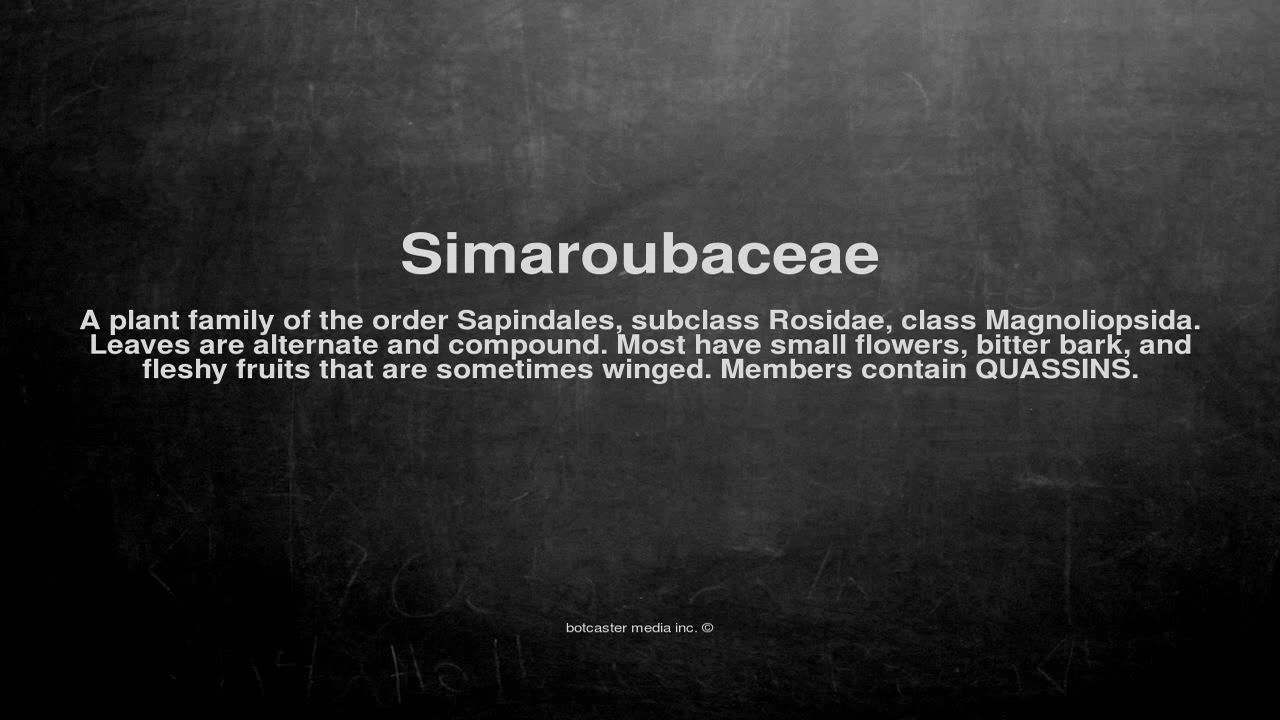 Simaroubaceae
A plant family of the order Sapindales, subclass Rosidae, class Magnoliopsida.
Leaves are alternate and compound. Most have small flowers, bitter bark, and
fleshy fruits that are sometimes winged. Members contain QUASSINS.
botcaster media inc. ©